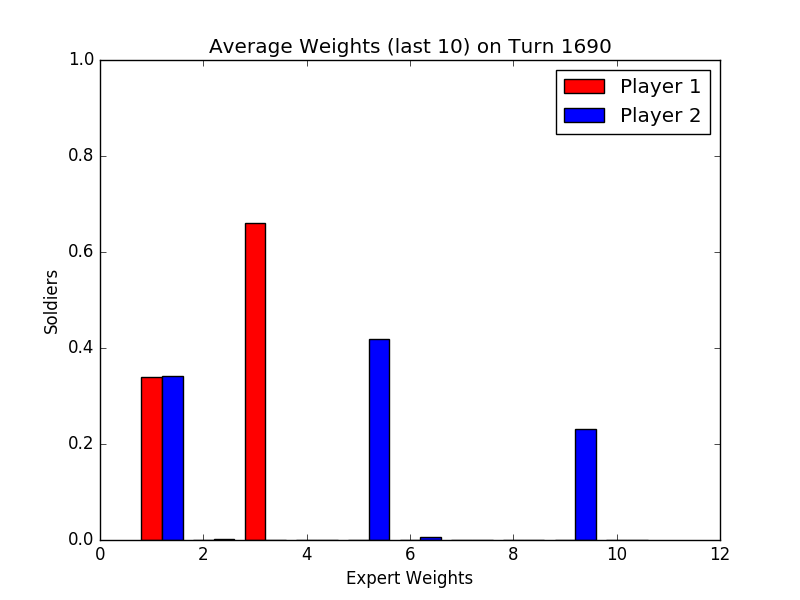 Average Weights (last 10) on Turn 1690
Player 1
Player 2
1.0
0.8
0.6
0.4
0.2
0.0
Soldiers
0 2 4 6 8 10 12
Expert Weights